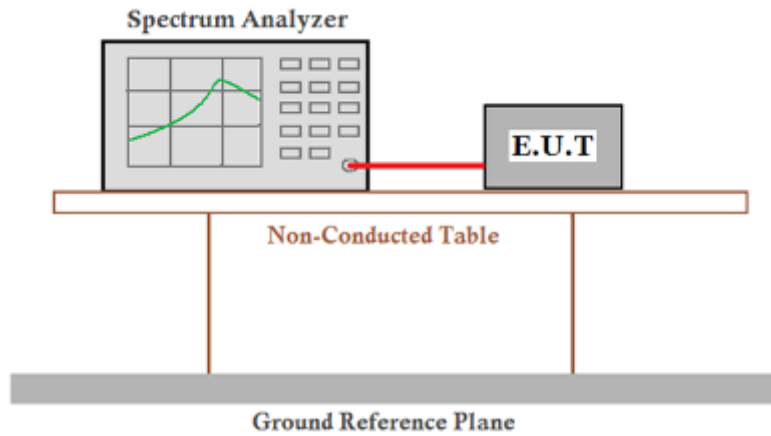 Spectrum Analyzer
E.U.T
Non-Conducted Table
Ground Reference Plane